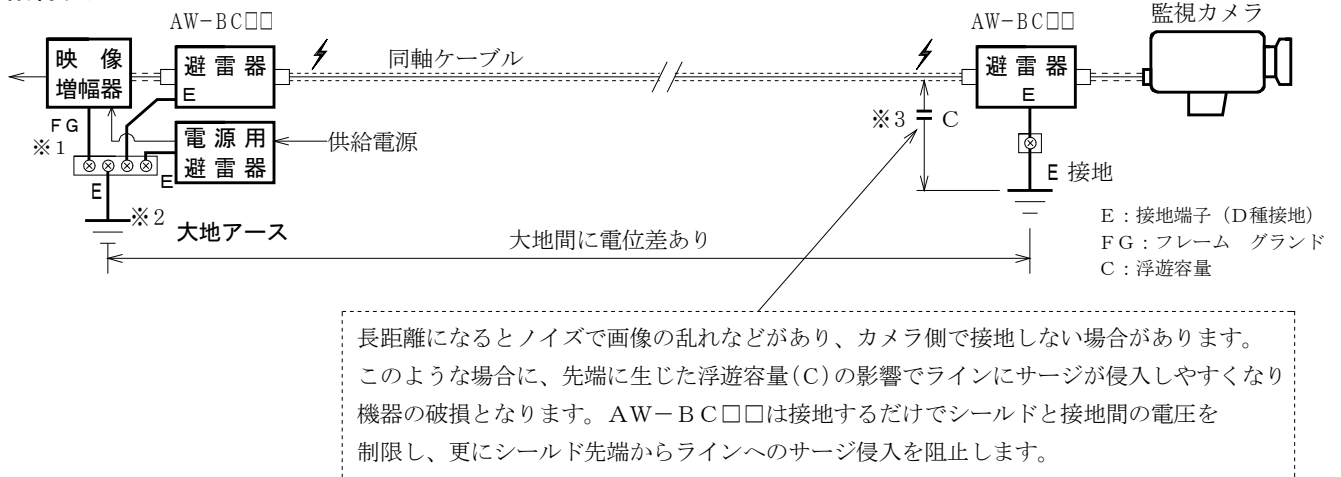 AW-BC□□
AW-BC□□
監視カメラ
映 像
増幅器
避雷器
E
同軸ケーブル
避雷器
E
FG
※1
電源用
避雷器
供給電源
※3 C
E
E
※2
大地アース
E 接地
大地間に電位差あり
E：接地端子（D種接地）
FG：フレーム グランド
C：浮遊容量
長距離になるとノイズで画像の乱れなどがあり、カメラ側で接地しない場合があります。
このような場合に、先端に生じた浮遊容量(C)の影響でラインにサージが侵入しやすくなり
機器の破損となります。AW－BC□□は接地するだけでシールドと接地間の電圧を
制限し、更にシールド先端からラインへのサージ侵入を阻止します。